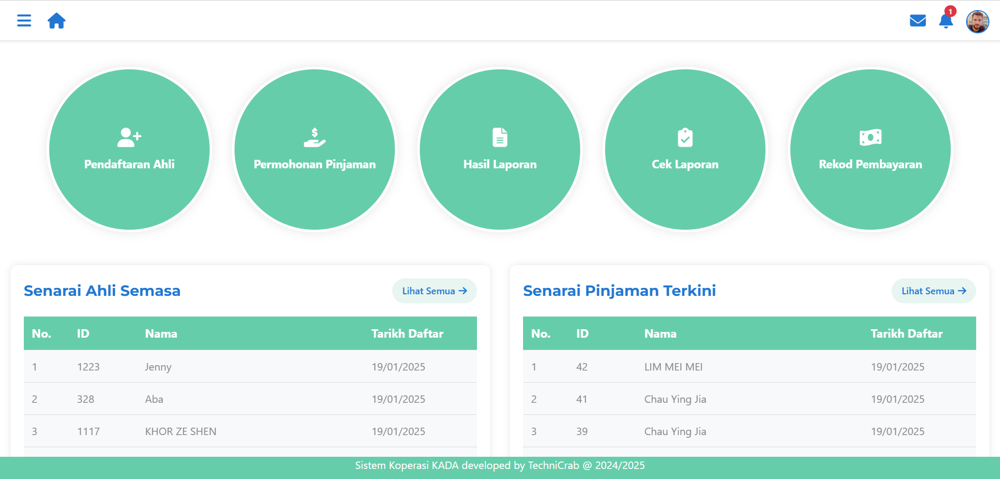 1
Pendaftaran Ahli
Permohonan Pinjaman
Hasil Laporan
Cek Laporan
Rekod Pembayaran
Senarai Ahli Semasa
Lihat Semua →
No. ID Nama Tarikh Daftar
1 1223 Jenny 19/01/2025
2 328 Aba 19/01/2025
3 1117 KHOR ZE SHEN 19/01/2025
Senarai Pinjaman Terkini
Lihat Semua →
No. ID Nama Tarikh Daftar
1 42 LIM MEI MEI 19/01/2025
2 41 Chau Ying Jia 19/01/2025
3 39 Chau Ying Jia 19/01/2025
Sistem Koperasi KADA developed by TechniCrab @ 2024/2025